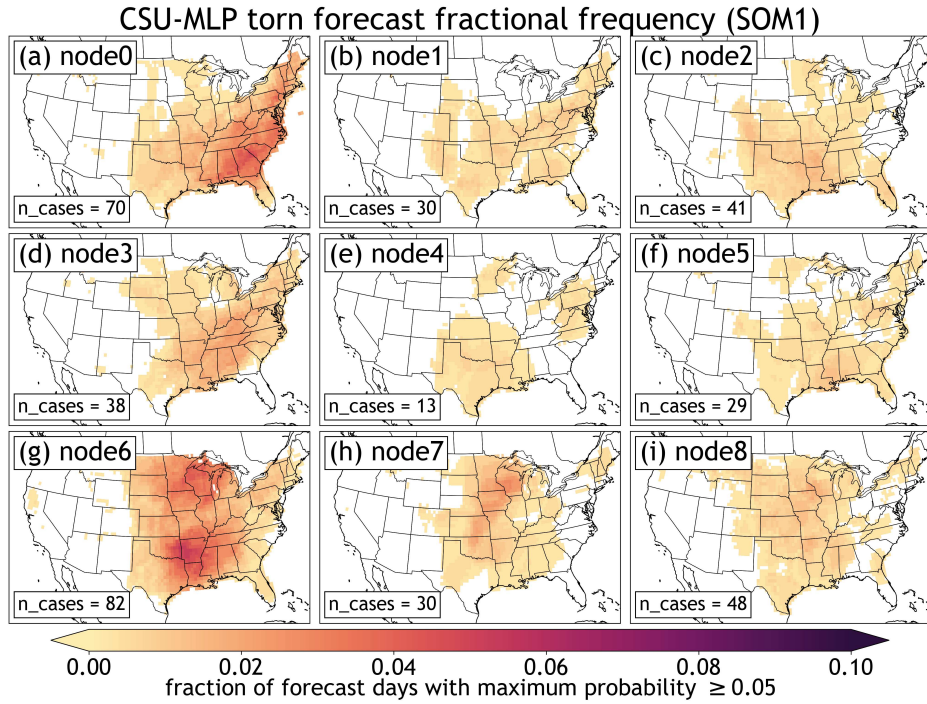 CSU-MLP torn forecast fractional frequency (SOM1)
(a) node0
n_cases = 70
(b) node1
n_cases = 30
(c) node2
n_cases = 41
(d) node3
n_cases = 38
(e) node4
n_cases = 13
(f) node5
n_cases = 29
(g) node6
n_cases = 82
(h) node7
n_cases = 30
(i) node8
n_cases = 48
0.00 0.02 0.04 0.06 0.08 0.10
fraction of forecast days with maximum probability ≥ 0.05